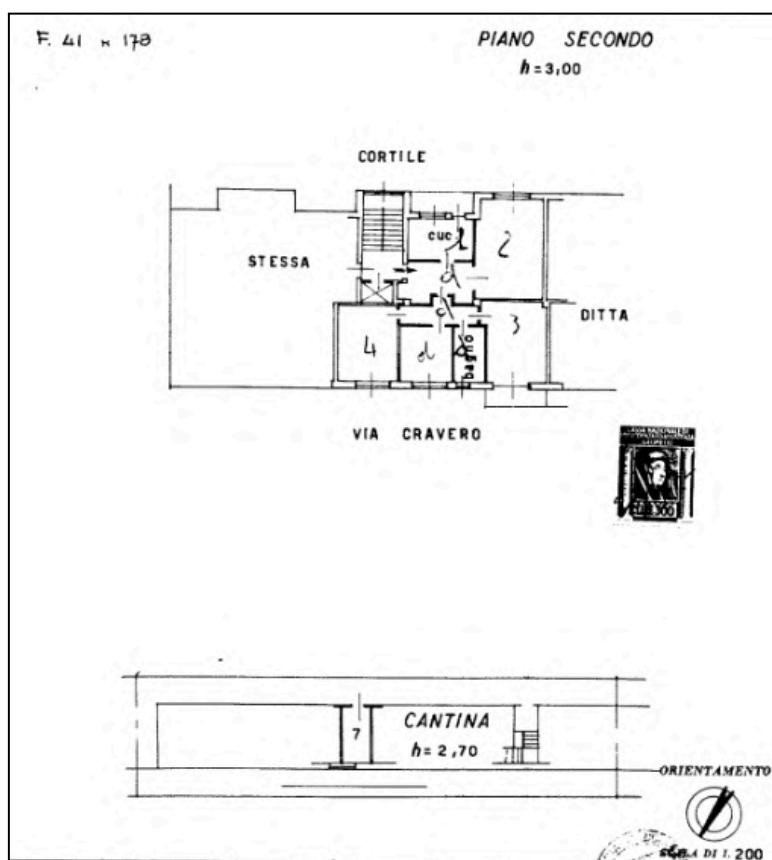 F. 41 n 178
PIANO SECONDO
h = 3,00
CORTILE
STESSA
cuc.
2
DITTA
4
d
bagno
3
VIA CRAVERO
CANTINA
7
h = 2,70
ORIENTAMENTO
SCALA DI 1. 200